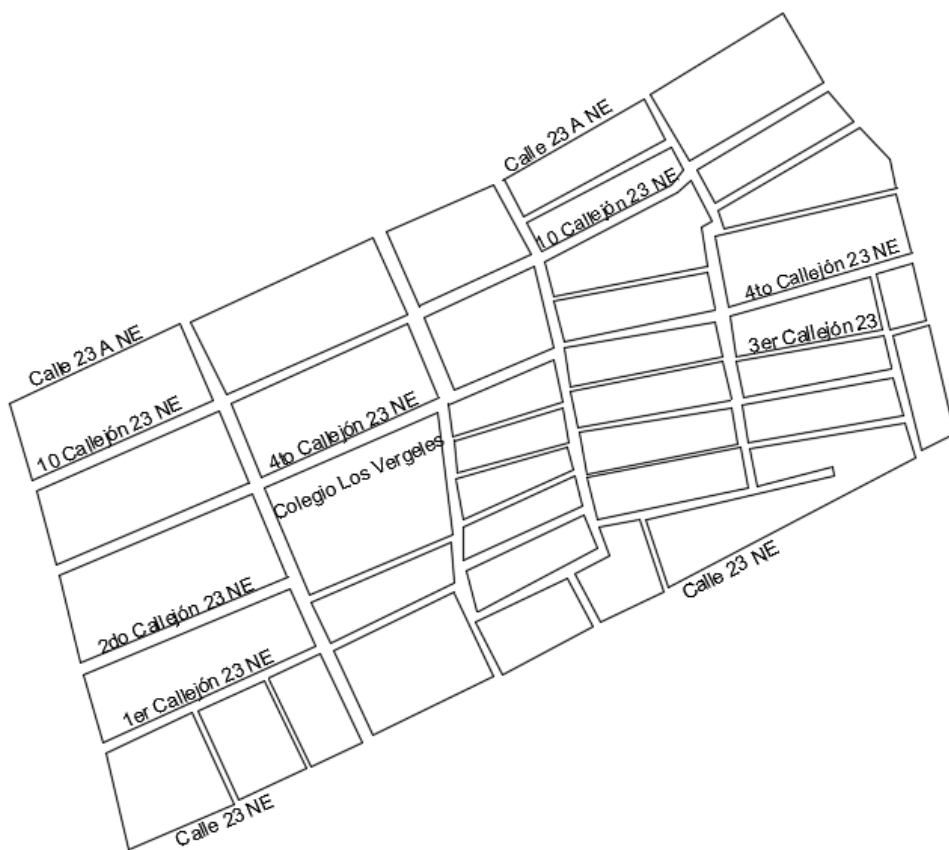 Calle 23 A NE
10 Callejón 23 NE
4to Callejón 23 NE
Calle 23 A NE
3er Callejón 23
10 Callejón 23 NE
4to Callejón 23 NE
Colegio Los Vergeles
Calle 23 NE
2do Callejón 23 NE
1er Callejón 23 NE
Calle 23 NE